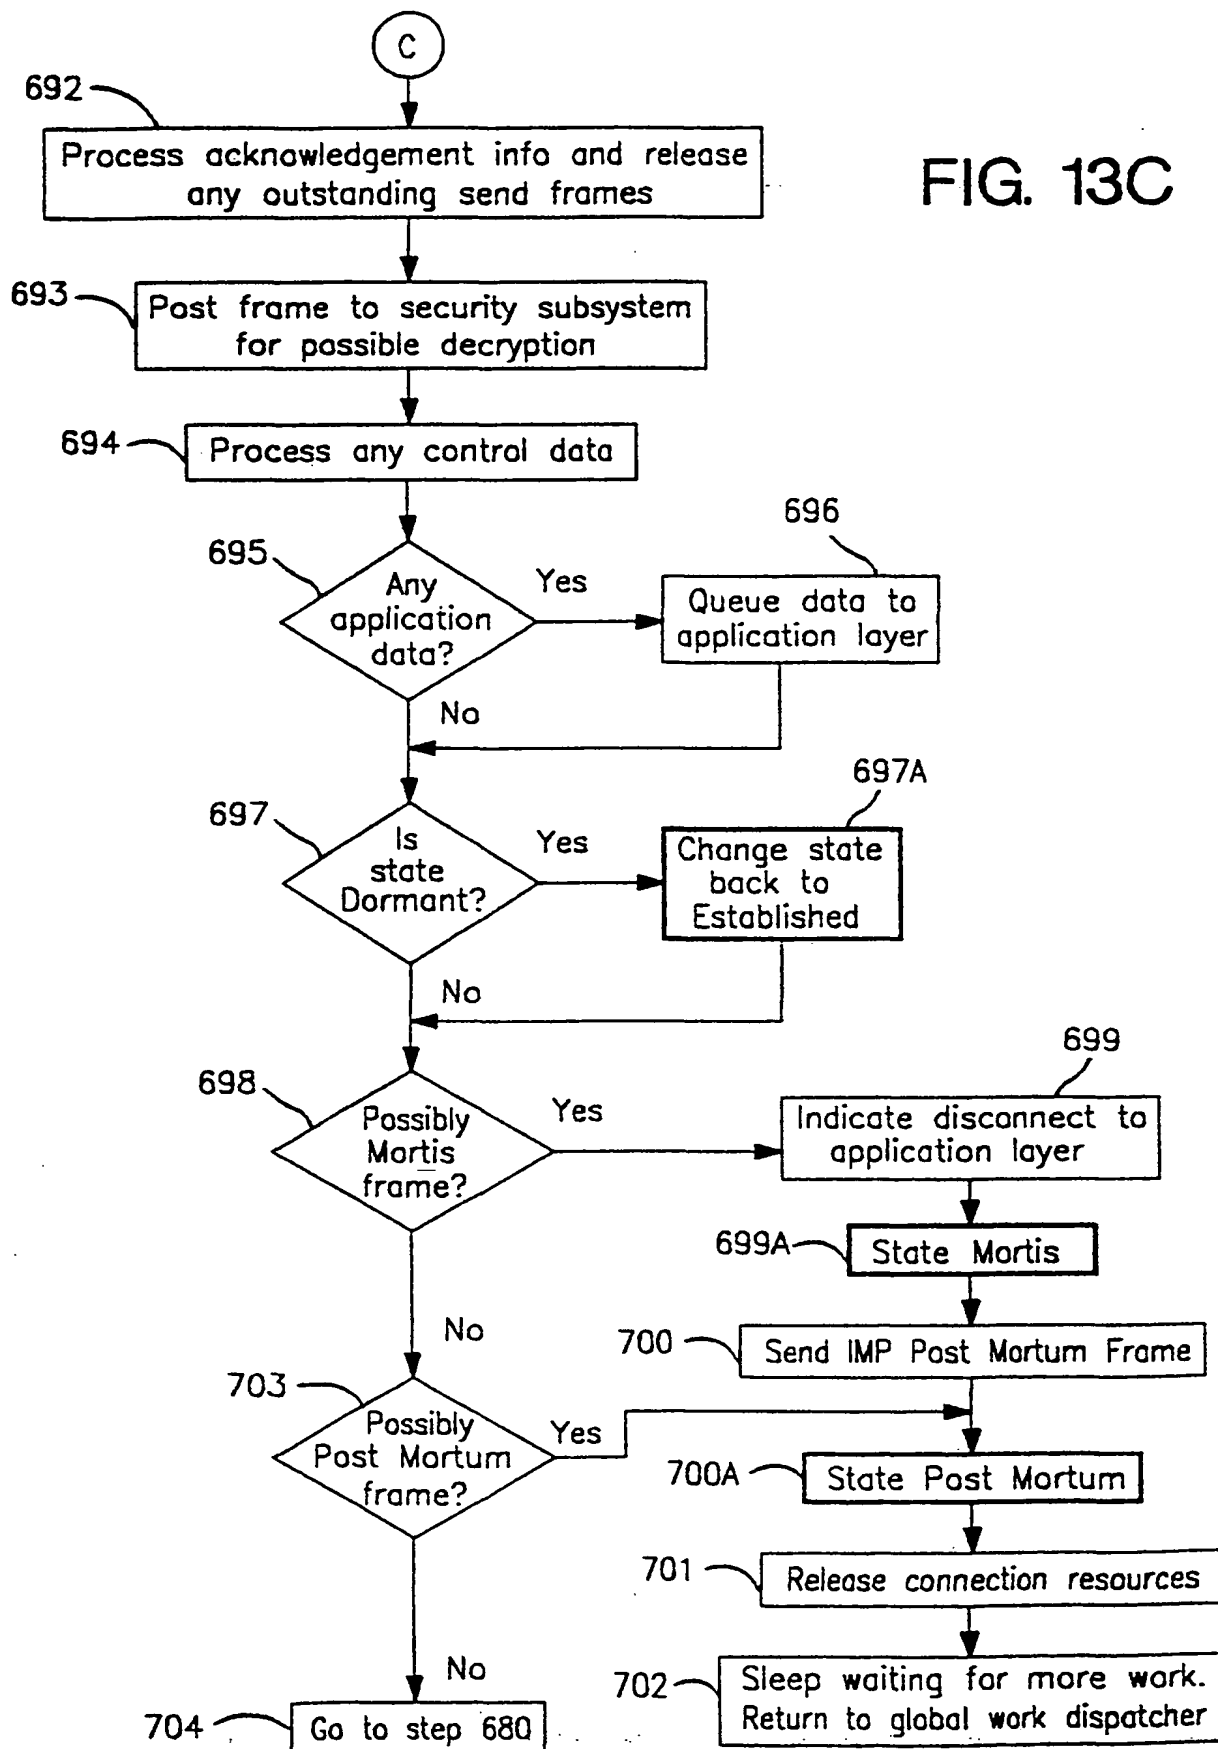 C
692
Process acknowledgement info and release
any outstanding send frames
FIG. 13C
693
Post frame to security subsystem
for possible decryption
694
Process any control data
695
Any
application
data?
Yes
696
Queue data to
application layer
No
697
Is
state
Dormant?
Yes
697A
Change state
back to
Established
No
698
Possibly
Mortis
frame?
Yes
699
Indicate disconnect to
application layer
699A
State Mortis
No
700
Send IMP Post Mortum Frame
703
Possibly
Post Mortum
frame?
Yes
700A
State Post Mortum
701
Release connection resources
No
702
Sleep waiting for more work.
Return to global work dispatcher
704
Go to step 680